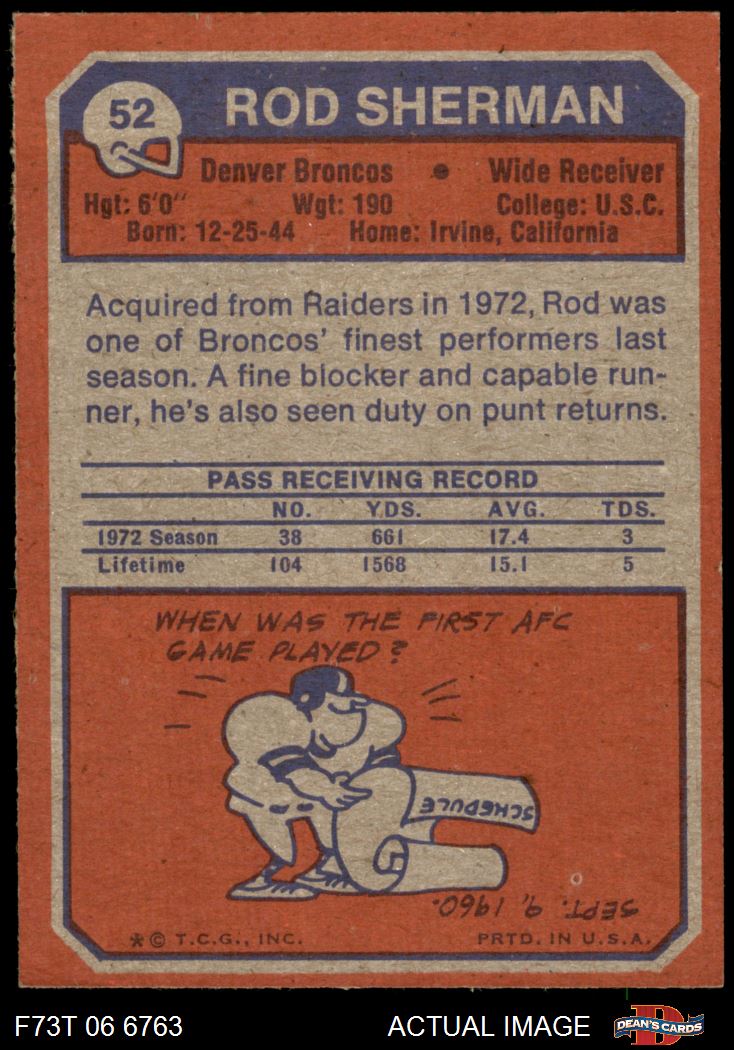 52
ROD SHERMAN
Denver Broncos • Wide Receiver
Hgt: 6'0" Wgt: 190 College: U.S.C.
Born: 12-25-44 Home: Irvine, California
Acquired from Raiders in 1972, Rod was
one of Broncos' finest performers last
season. A fine blocker and capable run-
ner, he's also seen duty on punt returns.
PASS RECEIVING RECORD
NO. YDS. AVG. TDS.
1972 Season 38 661 17.4 3
Lifetime 104 1568 15.1 5
WHEN WAS THE FIRST AFC
GAME PLAYED?
SCHEDULE
SEPT. 9, 1960.
* © T.C.G., INC. PRTD. IN U.S.A.
F73T 06 6763 ACTUAL IMAGE
D
DEAN'S CARDS